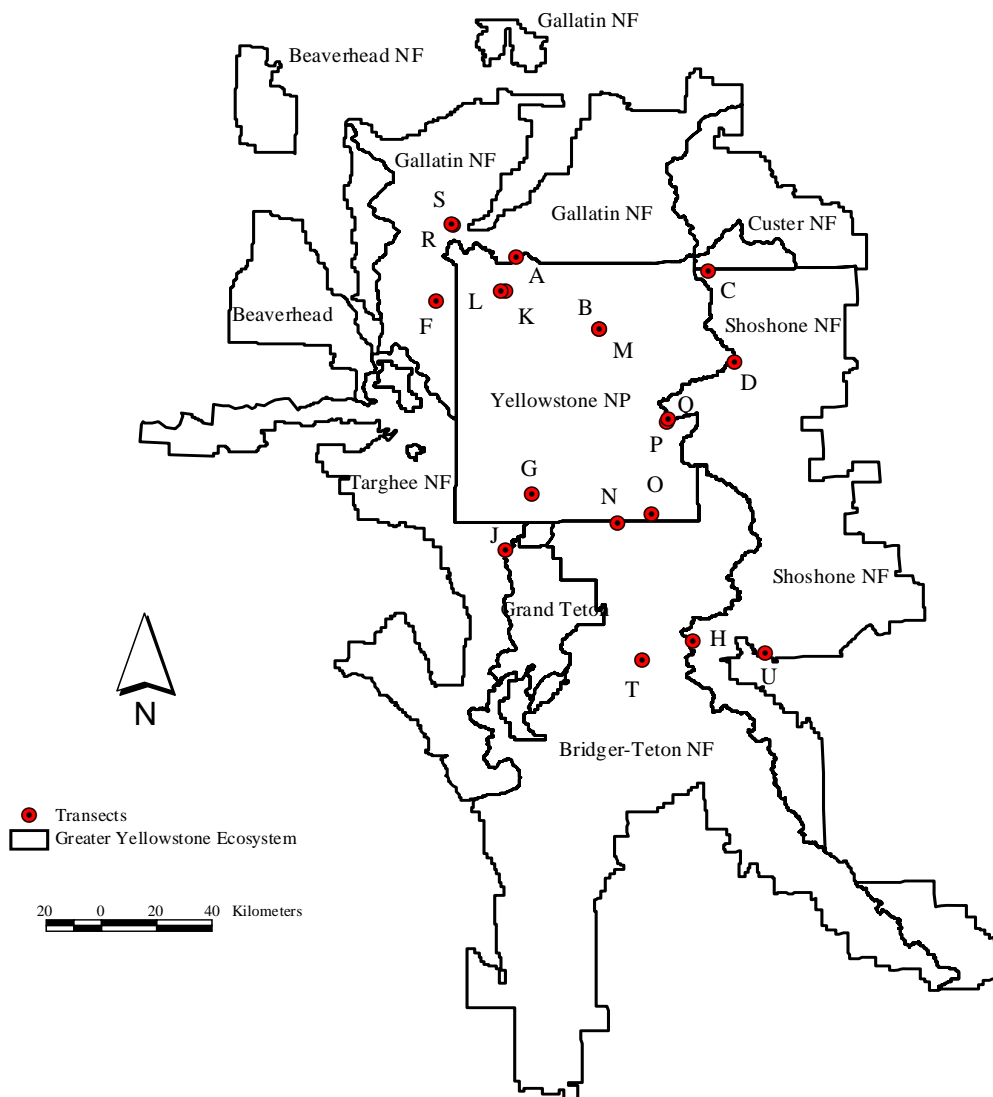 Gallatin NF
Beaverhead NF
Gallatin NF
S
Gallatin NF
Custer NF
R
A
C
L
K
B
F
Beaverhead
Shoshone NF
M
D
Yellowstone NP
Q
P
G
Targhee NF
N
O
J
Shoshone NF
Grand Teton
H
U
T
N
Bridger-Teton NF
Transects
Greater Yellowstone Ecosystem
20 0 20 40 Kilometers